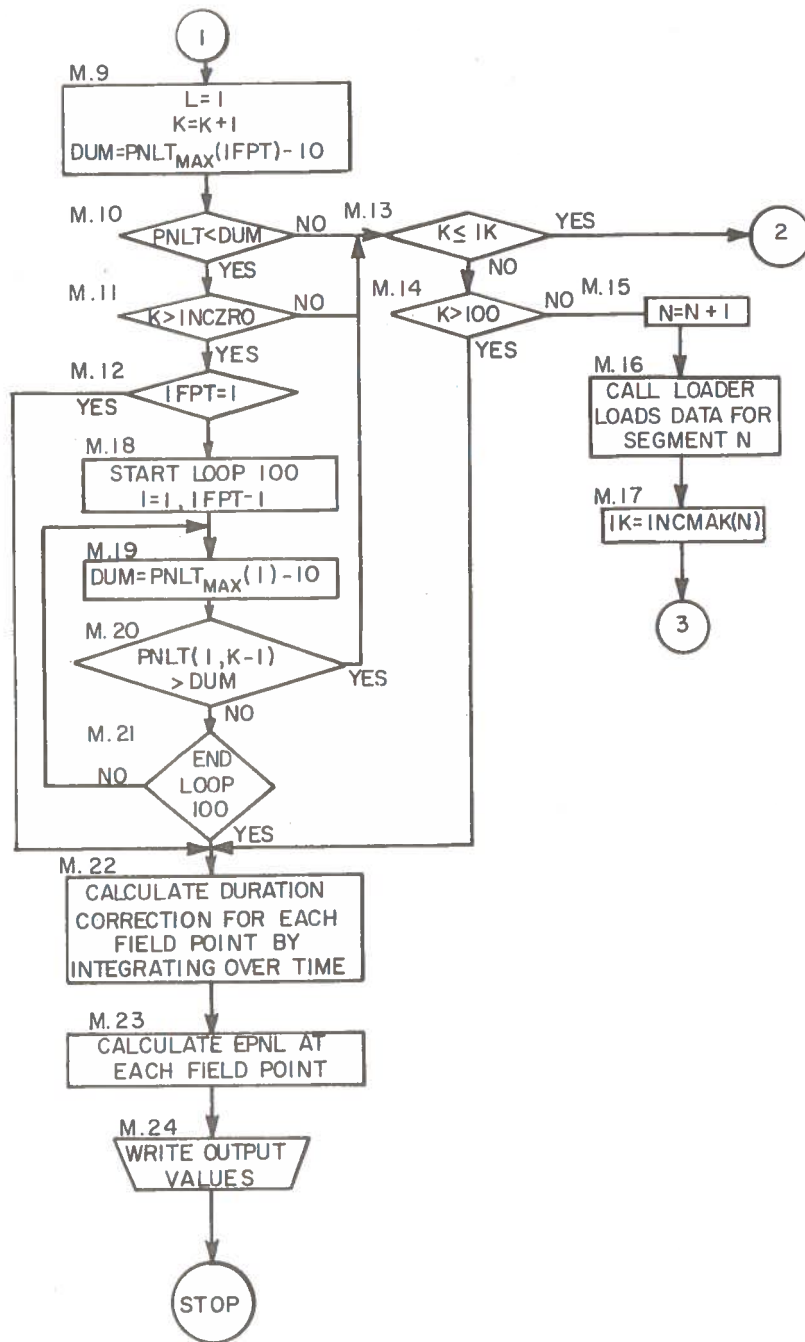 1
M.9
L=1
K=K+1
DUM=PNLT MAX (IFPT)-10
M.10
PNLT<DUM
NO
YES
M.13
K≤IK
YES
NO
2
M.11
K>INCZRO
NO
YES
M.14
K>100
NO
YES
M.15
N=N+1
M.12
IFPT=1
YES
M.16
CALL LOADER
LOADS DATA FOR
SEGMENT N
M.18
START LOOP 100
I=1, IFPT-1
M.17
IK=INCMAK(N)
3
M.19
DUM=PNLT MAX (I)-10
M.20
PNLT(I,K-1)
>DUM
YES
NO
M.21
END
LOOP
100
NO
YES
M.22
CALCULATE DURATION
CORRECTION FOR EACH
FIELD POINT BY
INTEGRATING OVER TIME
M.23
CALCULATE EPNL AT
EACH FIELD POINT
M.24
WRITE OUTPUT
VALUES
STOP